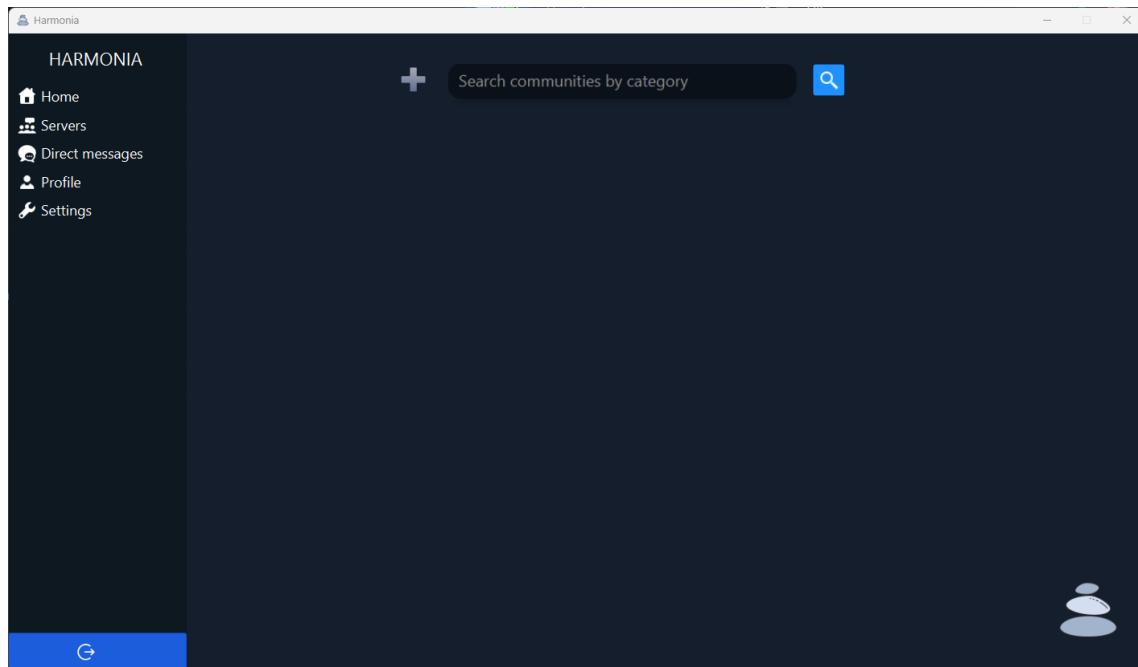 Harmonia
HARMONIA
Home
Servers
Direct messages
Profile
Settings
Search communities by category